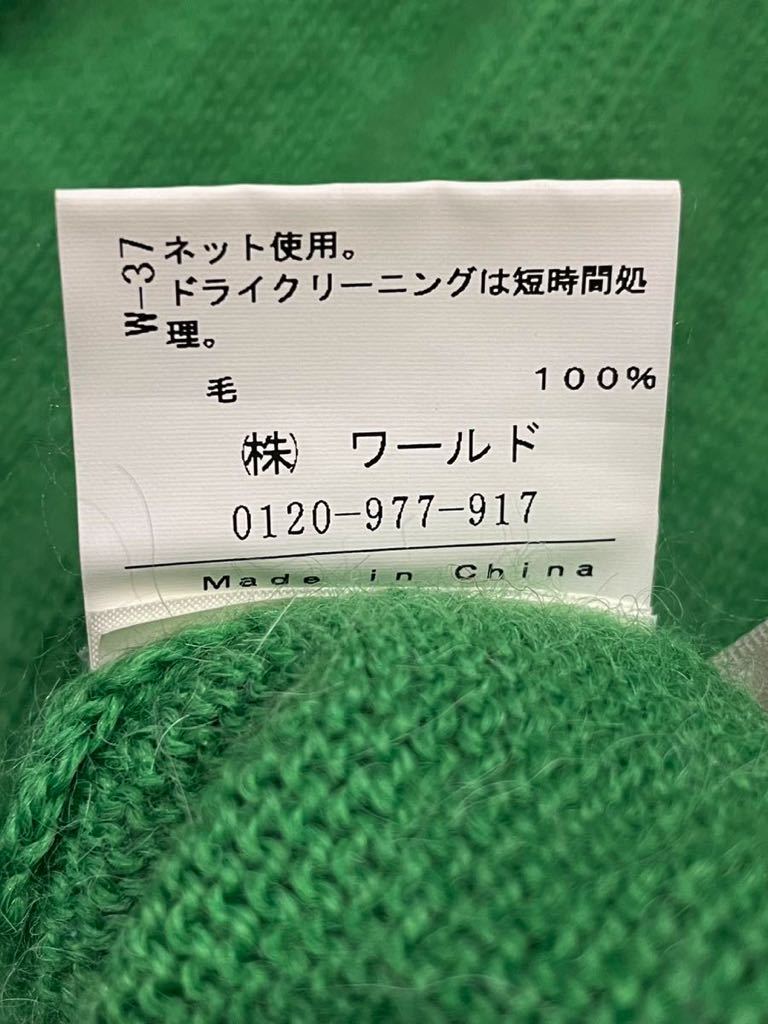 W-37
ネット使用。
ドライクリーニングは短時間処
理。
毛 100%
㈱ ワールド
0120-977-917
Made in China